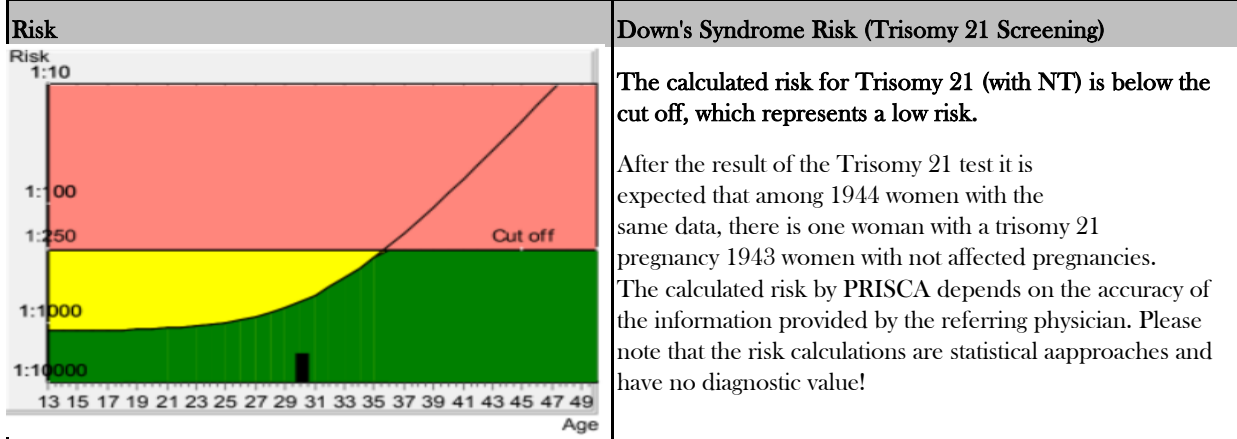 Risk
Risk
1:10
1:100
1:250
Cut off
1:1000
1:10000
13 15 17 19 21 23 25 27 29 31 33 35 37 39 41 43 45 47 49
Age
Down's Syndrome Risk (Trisomy 21 Screening)
The calculated risk for Trisomy 21 (with NT) is below the
cut off, which represents a low risk.
After the result of the Trisomy 21 test it is
expected that among 1944 women with the
same data, there is one woman with a trisomy 21
pregnancy 1943 women with not affected pregnancies.
The calculated risk by PRISCA depends on the accuracy of
the information provided by the referring physician. Please
note that the risk calculations are statistical aapproaches and
have no diagnostic value!